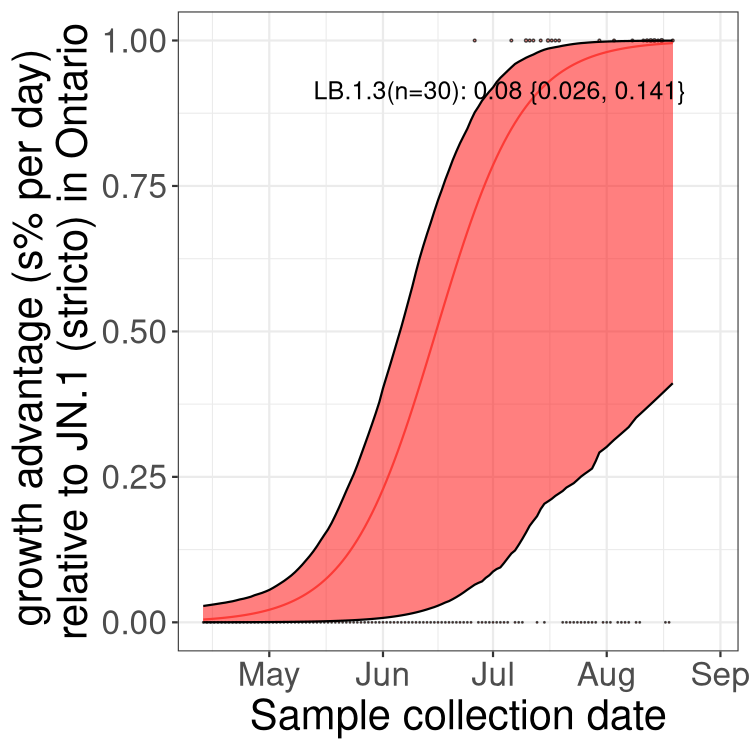 growth advantage (s% per day)
relative to JN.1 (stricto) in Ontario
1.00
0.75
0.50
0.25
0.00
LB.1.3(n=30): 0.08 {0.026, 0.141}
May Jun Jul Aug Sep
Sample collection date